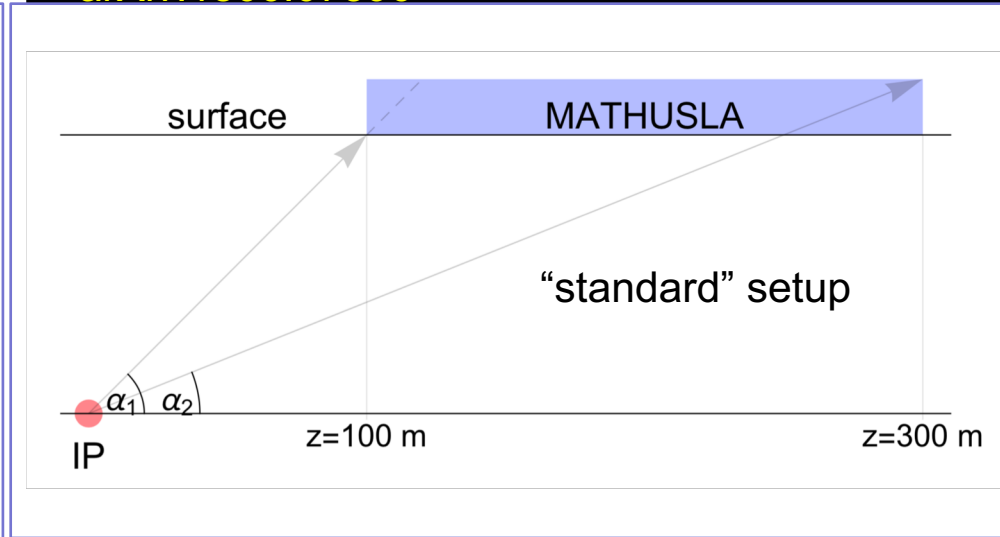 surface
MATHUSLA
“standard” setup
α1 α2
z=100 m
z=300 m
IP